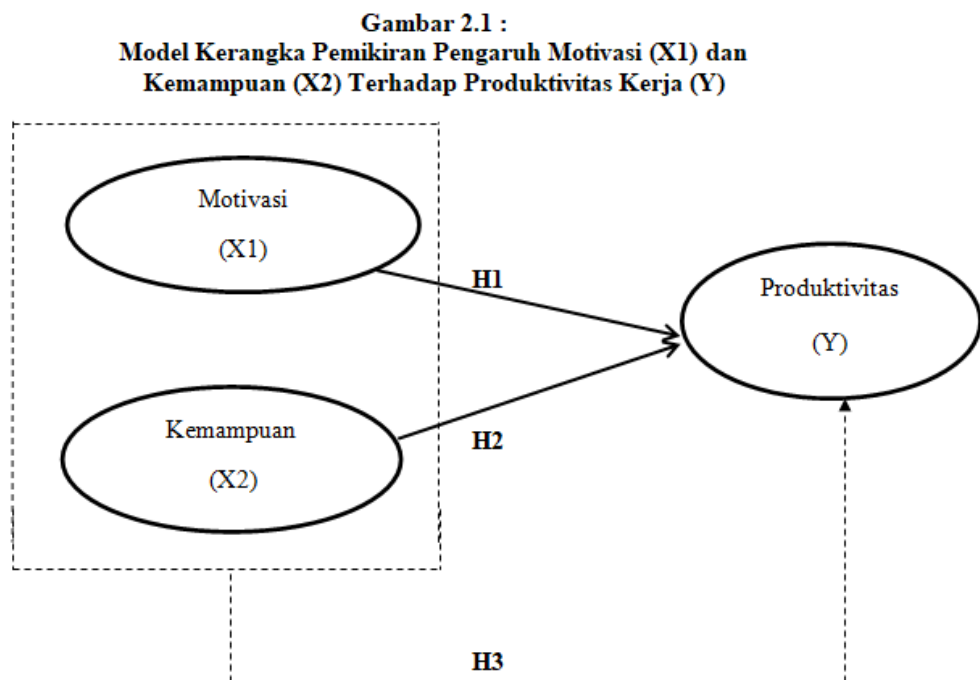 Gambar 2.1 :
Model Kerangka Pemikiran Pengaruh Motivasi (X1) dan
Kemampuan (X2) Terhadap Produktivitas Kerja (Y)
Motivasi
(X1)
H1
Produktivitas
(Y)
Kemampuan
(X2)
H2
H3